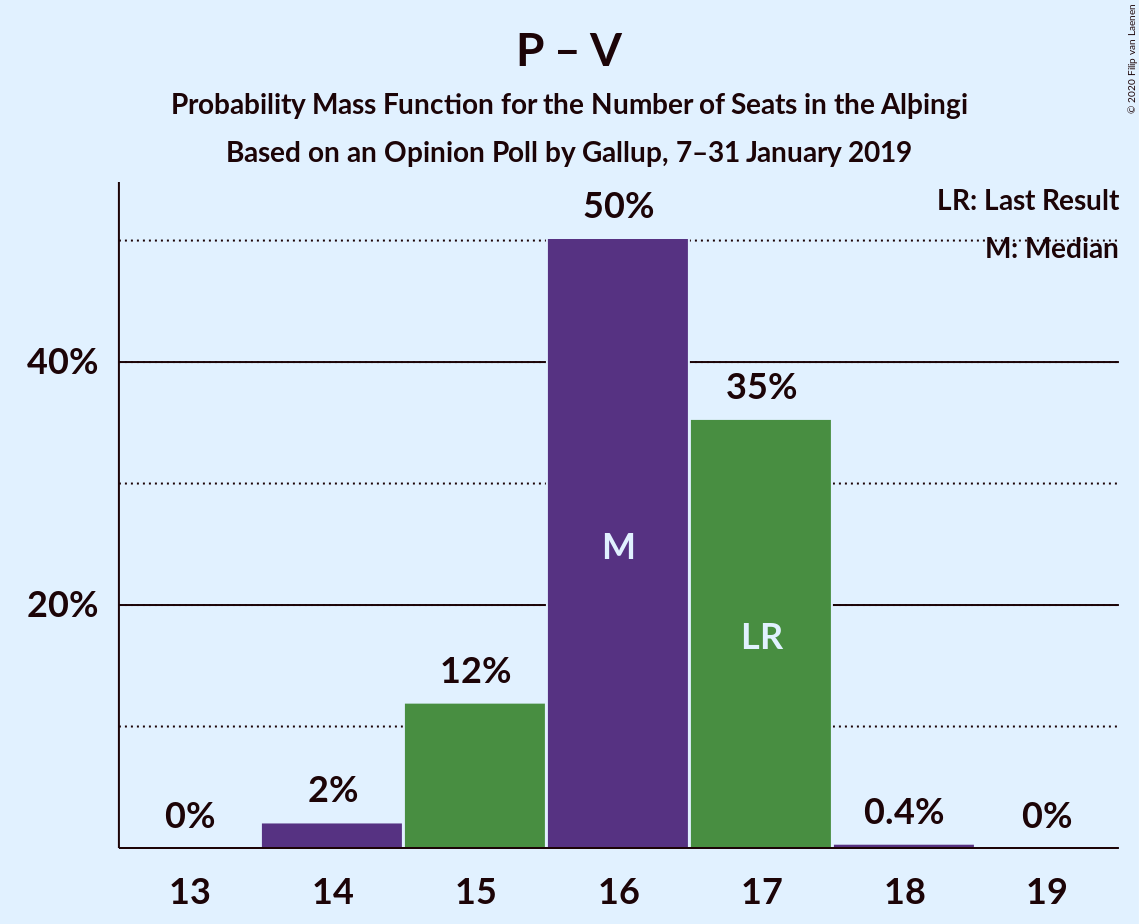 P – V
Probability Mass Function for the Number of Seats in the Alþingi
Based on an Opinion Poll by Gallup, 7–31 January 2019
© 2020 Filip van Laenen
LR: Last Result
M: Median
50%
40%
35%
M
20%
LR
12%
2%
0%
0.4%
0%
13 14 15 16 17 18 19